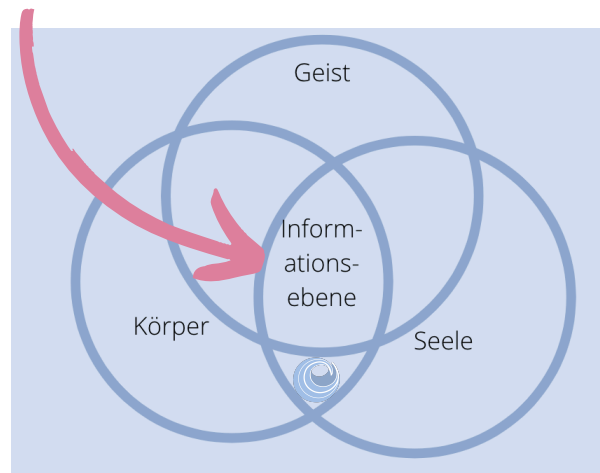 Geist
Inform-
ations-
ebene
Körper
Seele